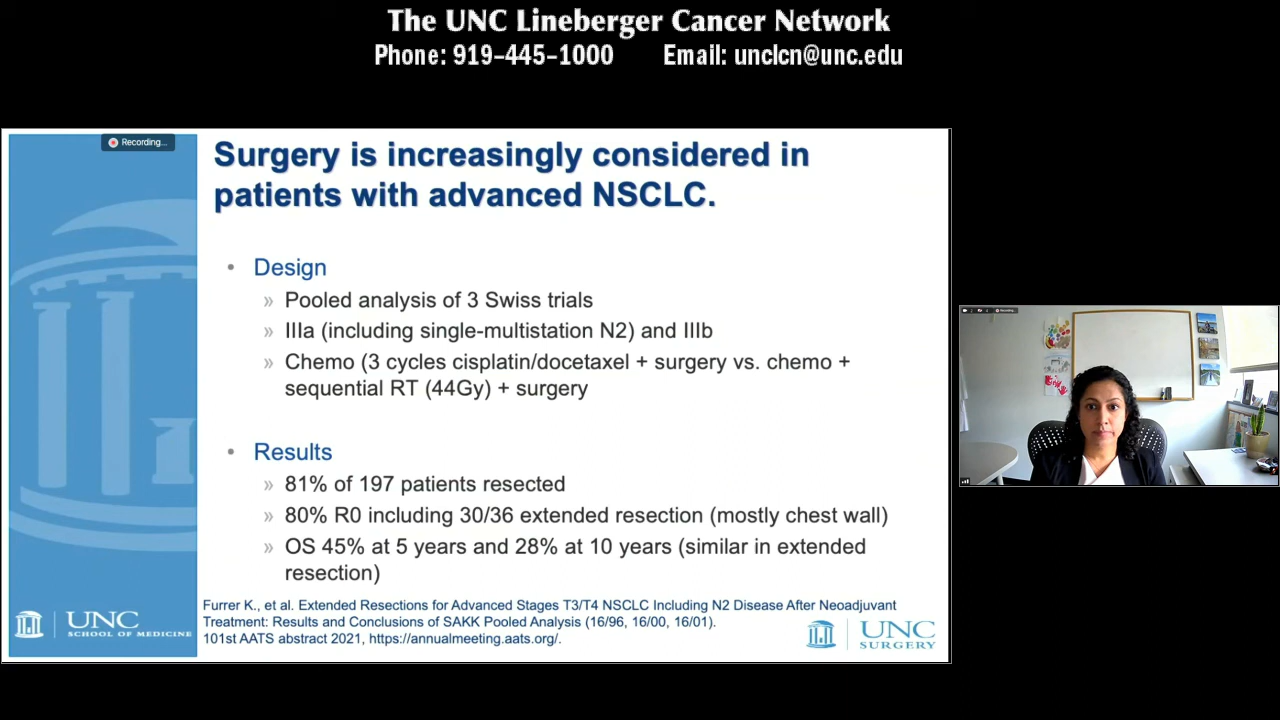 The UNC Lineberger Cancer Network
Phone: 919-445-1000 Email: unclcn@unc.edu
Recording...
Surgery is increasingly considered in
patients with advanced NSCLC.
• Design
» Pooled analysis of 3 Swiss trials
» IIIa (including single-multistation N2) and IIIb
» Chemo (3 cycles cisplatin/docetaxel + surgery vs. chemo +
sequential RT (44Gy) + surgery
• Results
» 81% of 197 patients resected
» 80% R0 including 30/36 extended resection (mostly chest wall)
» OS 45% at 5 years and 28% at 10 years (similar in extended
resection)
Furrer K., et al. Extended Resections for Advanced Stages T3/T4 NSCLC Including N2 Disease After Neoadjuvant
Treatment: Results and Conclusions of SAKK Pooled Analysis (16/96, 16/00, 16/01).
101st AATS abstract 2021, https://annualmeeting.aats.org/.
UNC
SCHOOL OF MEDICINE
UNC
SURGERY
Recording...